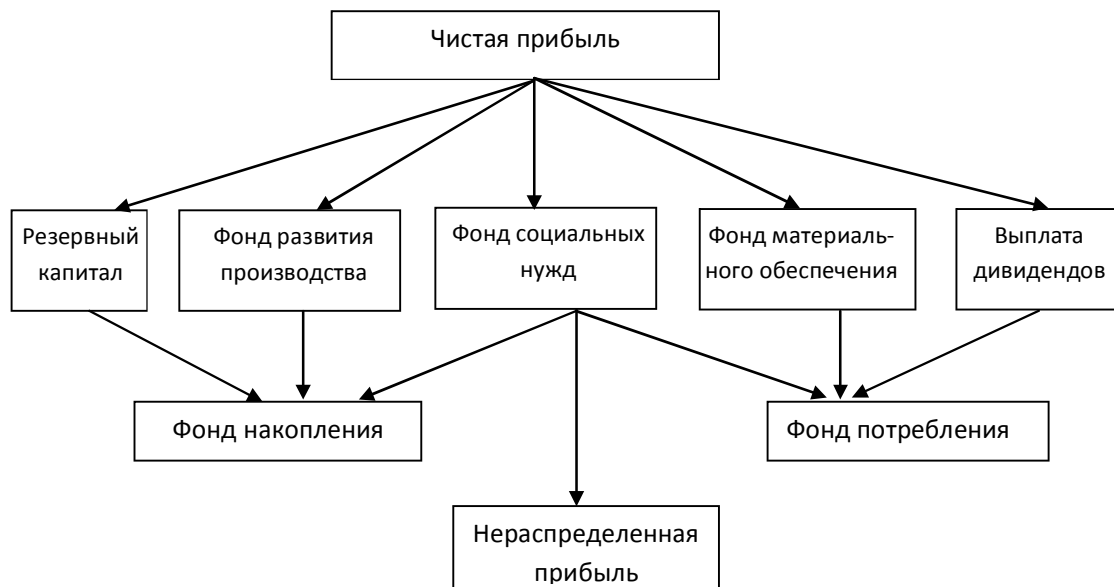 Чистая прибыль
Резервный
капитал
Фонд развития
производства
Фонд социальных
нужд
Фонд материаль-
ного обеспечения
Выплата
дивидендов
Фонд накопления
Фонд потребления
Нераспределенная
прибыль